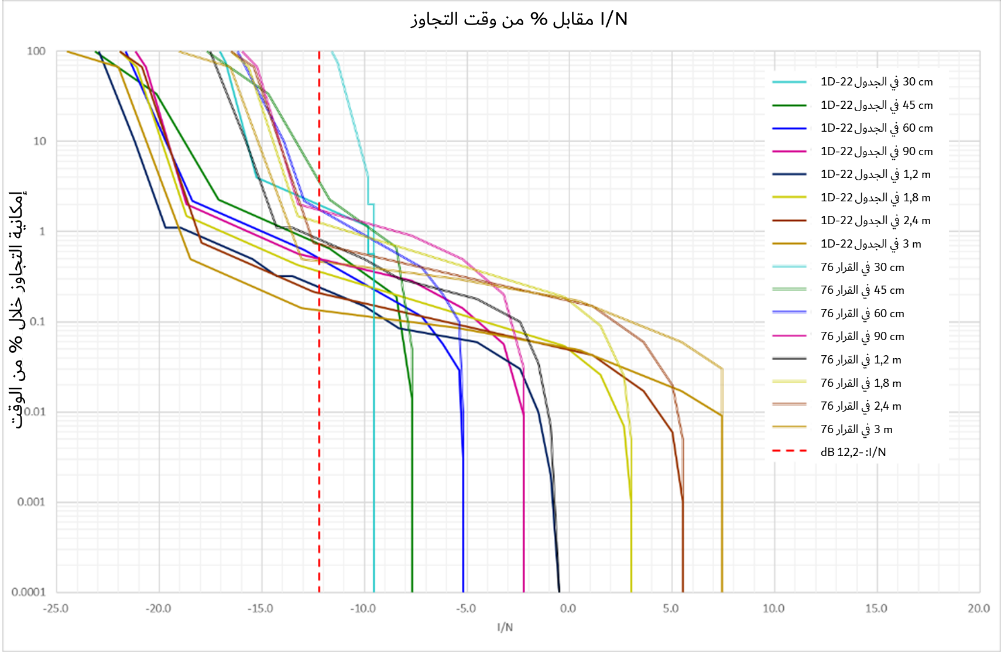 I/N مقابل % من وقت التجاوز
إمكانية التجاوز خلال % من الوقت
100
10
1
0.1
0.01
0.001
0.0001
-25.0 -20.0 -15.0 -10.0 -5.0 0.0 5.0 10.0 15.0 20.0
I/N
30 cm في الجدول 22-1D
45 cm في الجدول 22-1D
60 cm في الجدول 22-1D
90 cm في الجدول 22-1D
1,2 m في الجدول 22-1D
1,8 m في الجدول 22-1D
2,4 m في الجدول 22-1D
3 m في الجدول 22-1D
30 cm في القرار 76
45 cm في القرار 76
60 cm في القرار 76
90 cm في القرار 76
1,2 m في القرار 76
1,8 m في القرار 76
2,4 m في القرار 76
3 m في القرار 76
I/N: -12,2 dB